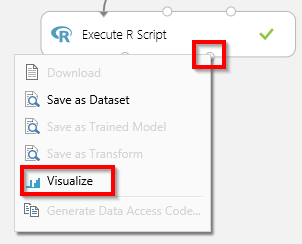 Execute R Script
Download
Save as Dataset
Save as Trained Model
Save as Transform
Visualize
Generate Data Access Code...